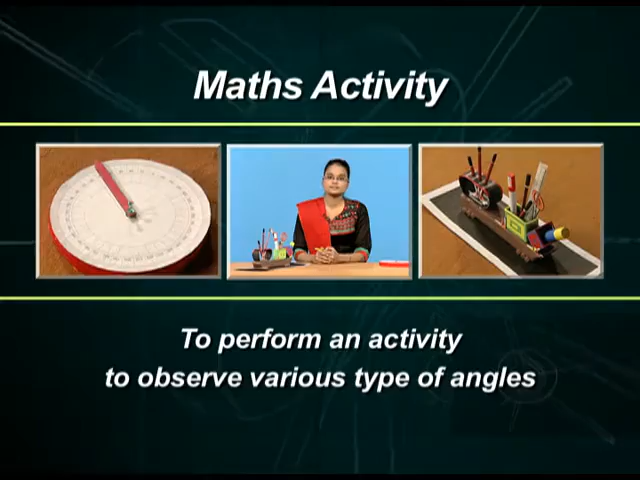 Maths Activity
To perform an activity
to observe various type of angles